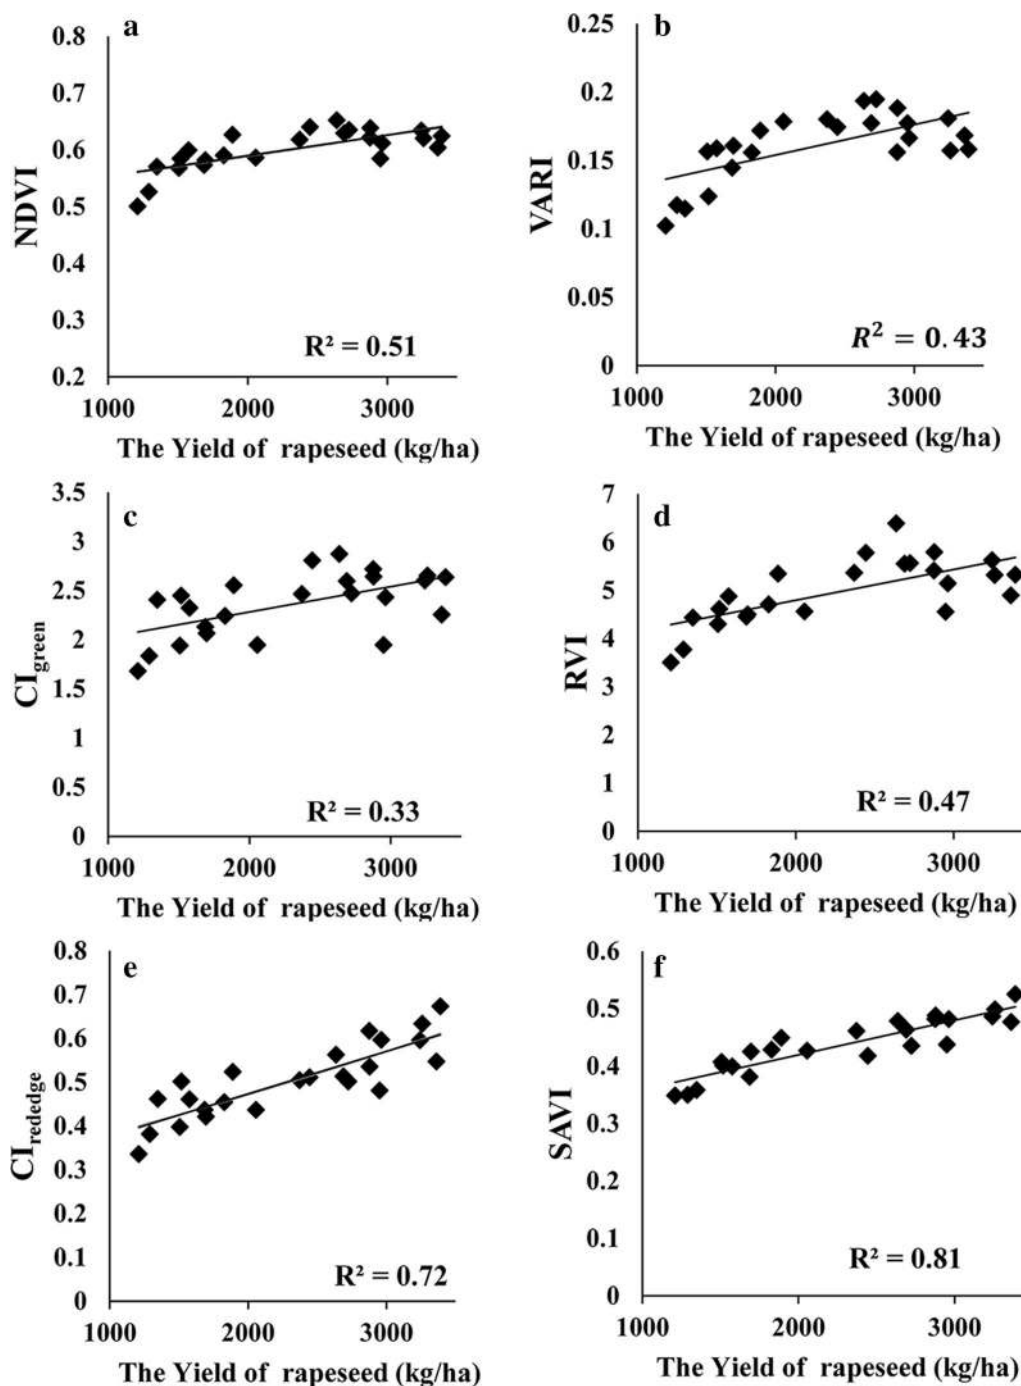 a
NDVI
0.8
0.7
0.6
0.5
0.4
0.3
0.2
R² = 0.51
1000 2000 3000
The Yield of rapeseed (kg/ha)
b
VARI
0.25
0.2
0.15
0.1
0.05
0
R² = 0.43
1000 2000 3000
The Yield of rapeseed (kg/ha)
c
CIgreen
3.5
3
2.5
2
1.5
1
0.5
0
R² = 0.33
1000 2000 3000
The Yield of rapeseed (kg/ha)
d
RVI
7
6
5
4
3
2
1
0
R² = 0.47
1000 2000 3000
The Yield of rapeseed (kg/ha)
e
CIrededge
0.8
0.7
0.6
0.5
0.4
0.3
0.2
0.1
0
R² = 0.72
1000 2000 3000
The Yield of rapeseed (kg/ha)
f
SAVI
0.6
0.5
0.4
0.3
0.2
0.1
0
R² = 0.81
1000 2000 3000
The Yield of rapeseed (kg/ha)